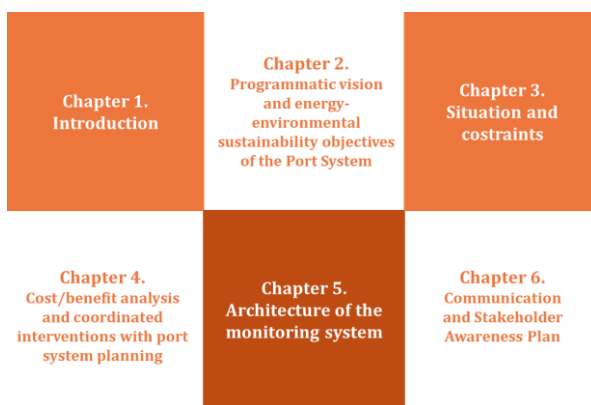 Chapter 1.
Introduction
Chapter 2.
Programmatic vision
and energy-
environmental
sustainability objectives
of the Port System
Chapter 3.
Situation and
costraints
Chapter 4.
Cost/benefit analysis
and coordinated
interventions with port
system planning
Chapter 5.
Architecture of the
monitoring system
Chapter 6.
Communication
and Stakeholder
Awareness Plan